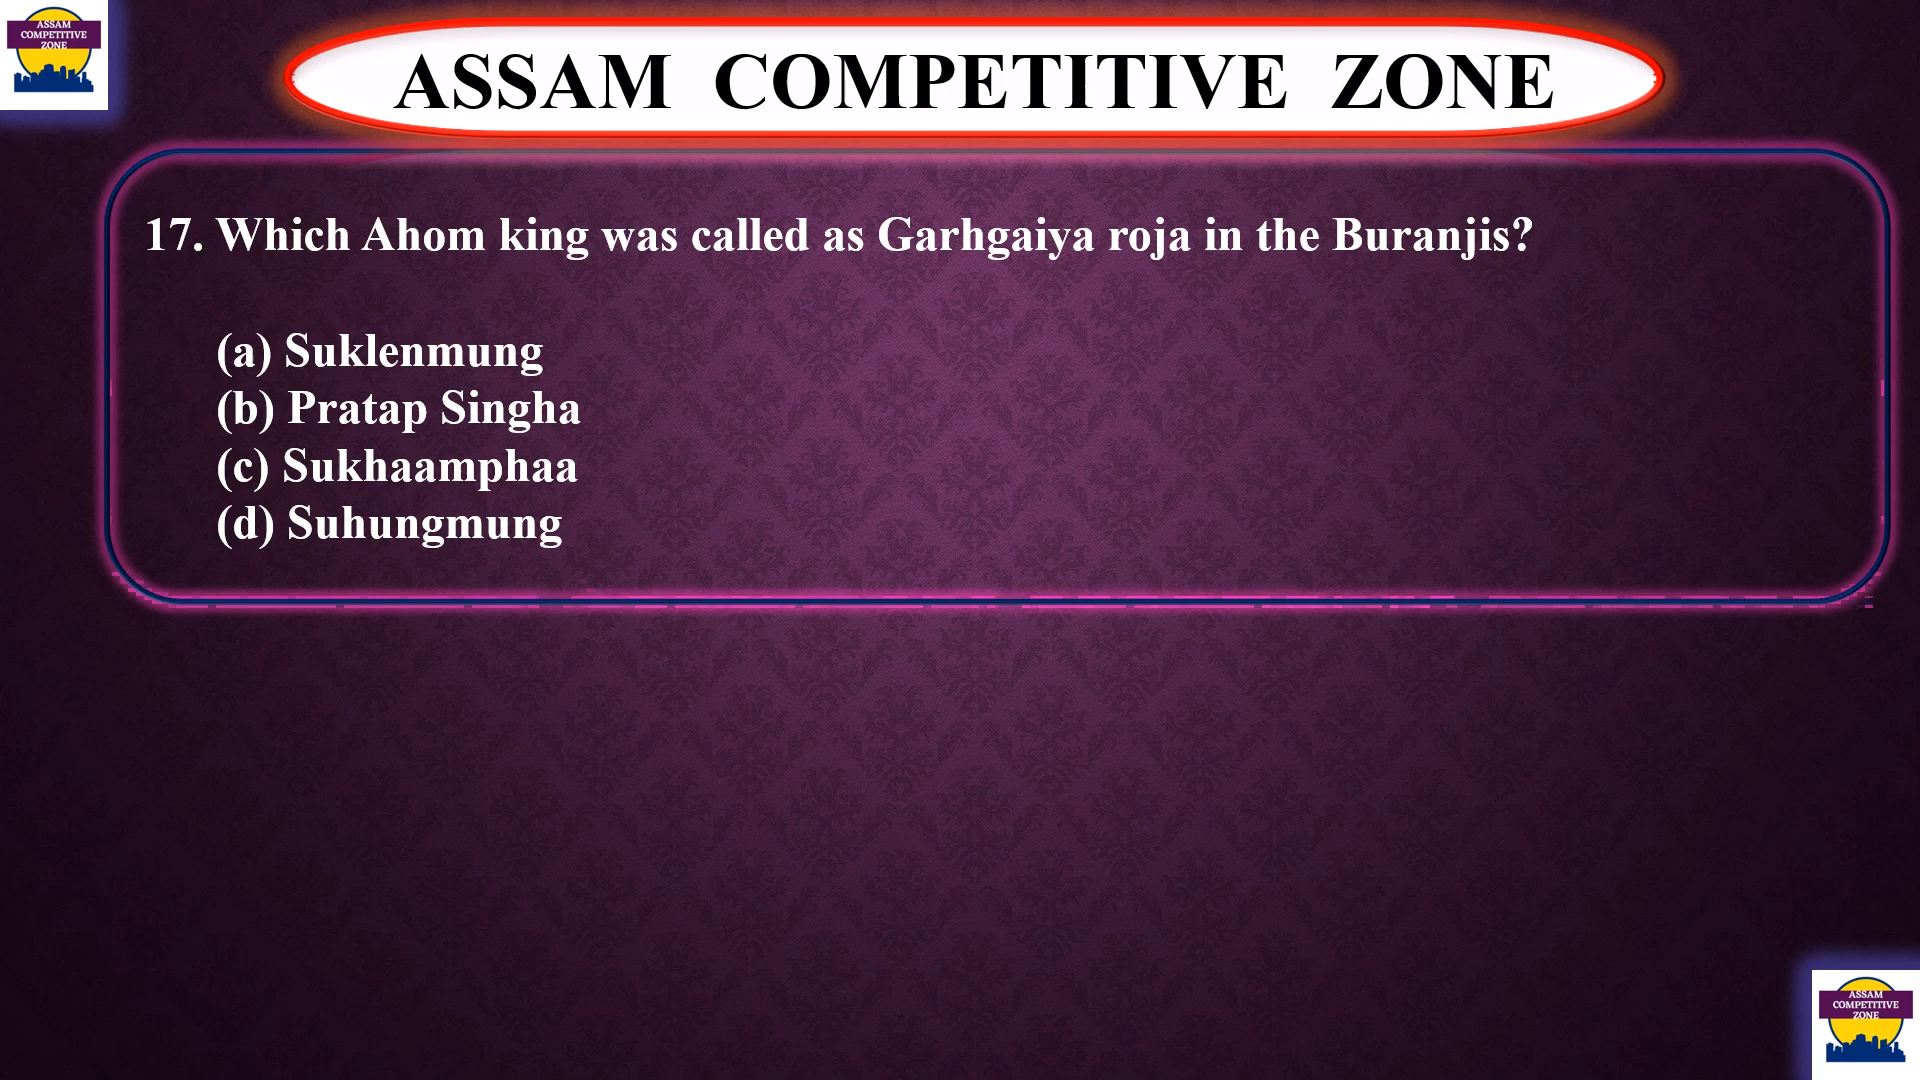 ASSAM
COMPETITIVE
ZONE
ASSAM COMPETITIVE ZONE
17. Which Ahom king was called as Garhgaiya roja in the Buranjis?
(a) Suklenmung
(b) Pratap Singha
(c) Sukhaamphaa
(d) Suhungmung
ASSAM
COMPETITIVE
ZONE